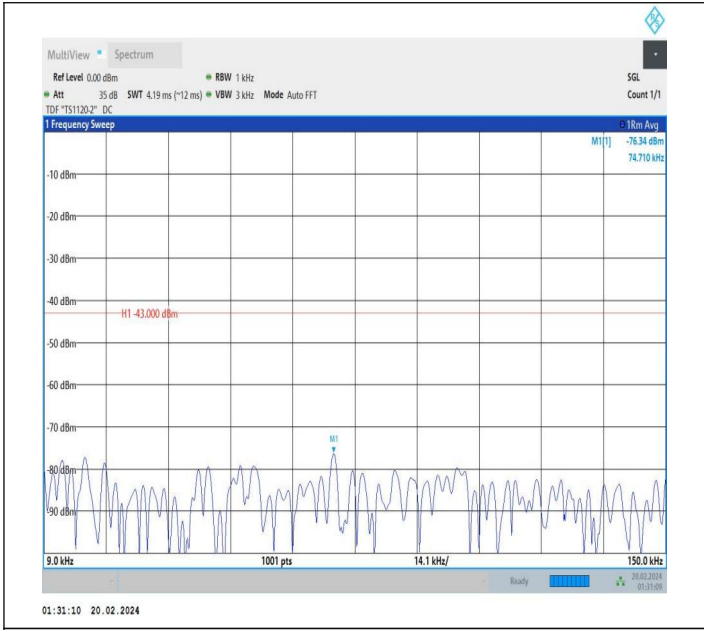 R&S
MultiView Spectrum
Ref Level 0.00 dBm RBW 1 kHz SGL
Att 35 dB SWT 4.19 ms (~12 ms) VBW 3 kHz Mode Auto FFT Count 1/1
TDF "TS1120-2" DC
1 Frequency Sweep 1Rm Avg
M1[1] -76.34 dBm
74.710 kHz
-10 dBm
-20 dBm
-30 dBm
-40 dBm
H1 -43.000 dBm
-50 dBm
-60 dBm
-70 dBm
M1
-80 dBm
-90 dBm
9.0 kHz 1001 pts 14.1 kHz/ 150.0 kHz
Ready 20.02.2024
01:31:09
01:31:10 20.02.2024